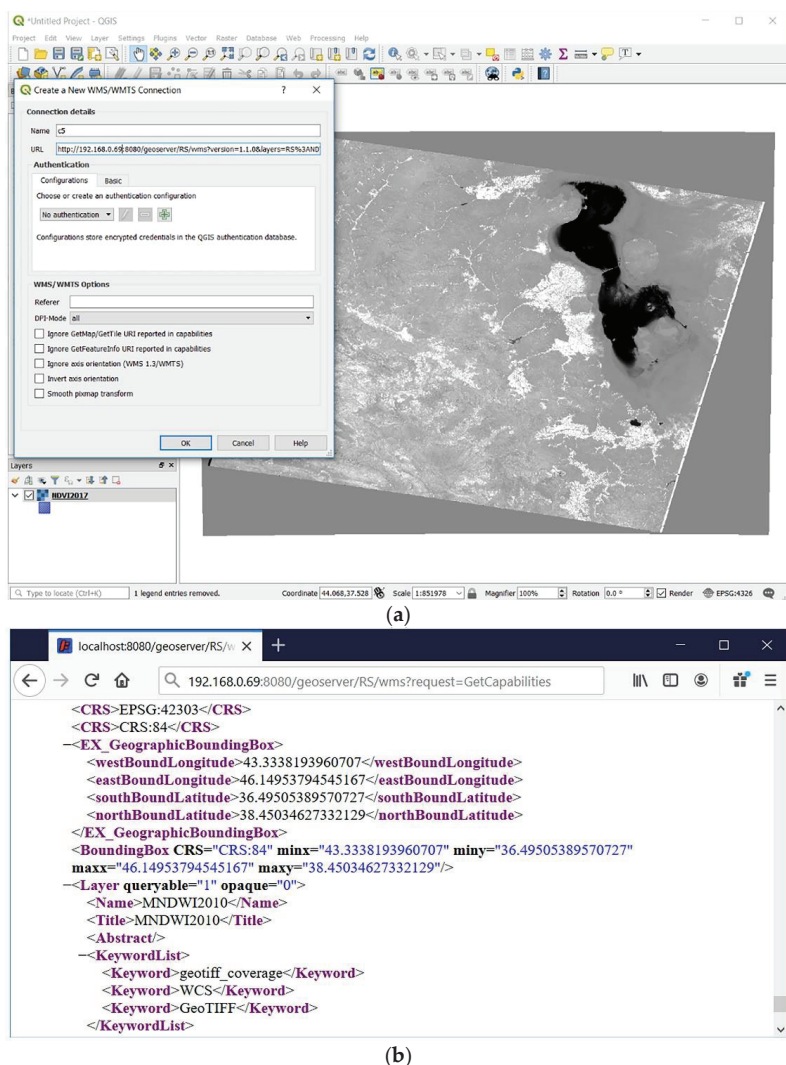 *Untitled Project - QGIS
Project Edit View Layer Settings Plugins Vector Raster Database Web Processing Help
Create a New WMS/WMTS Connection ? ×
Connection details
Name c5
URL http://192.168.0.69:8080/geoserver/RS/wms?version=1.1.0&layers=RS%3AND
Authentication
Configurations Basic
Choose or create an authentication configuration
No authentication
Configurations store encrypted credentials in the QGIS authentication database.
WMS/WMTS Options
Referer
DPI-Mode all
Ignore GetMap/GetTile URI reported in capabilities
Ignore GetFeatureInfo URI reported in capabilities
Ignore axis orientation (WMS 1.3/WMTS)
Invert axis orientation
Smooth pixmap transform
OK Cancel Help
Layers
NDVI2017
Type to locate (Ctrl+K) 1 legend entries removed. Coordinate 44.068,37.528 Scale 1:851978 Magnifier 100% Rotation 0.0 ° Render EPSG:4326
(a)
localhost:8080/geoserver/RS/w
192.168.0.69:8080/geoserver/RS/wms?request=GetCapabilities
<CRS>EPSG:42303</CRS>
<CRS>CRS:84</CRS>
−<EX_GeographicBoundingBox>
<westBoundLongitude>43.3338193960707</westBoundLongitude>
<eastBoundLongitude>46.14953794545167</eastBoundLongitude>
<southBoundLatitude>36.49505389570727</southBoundLatitude>
<northBoundLatitude>38.45034627332129</northBoundLatitude>
</EX_GeographicBoundingBox>
<BoundingBox CRS="CRS:84" minx="43.3338193960707" miny="36.49505389570727"
maxx="46.14953794545167" maxy="38.45034627332129"/>
−<Layer queryable="1" opaque="0">
<Name>MNDWI2010</Name>
<Title>MNDWI2010</Title>
<Abstract/>
−<KeywordList>
<Keyword>geotiff_coverage</Keyword>
<Keyword>WCS</Keyword>
<Keyword>GeoTIFF</Keyword>
</KeywordList>
(b)